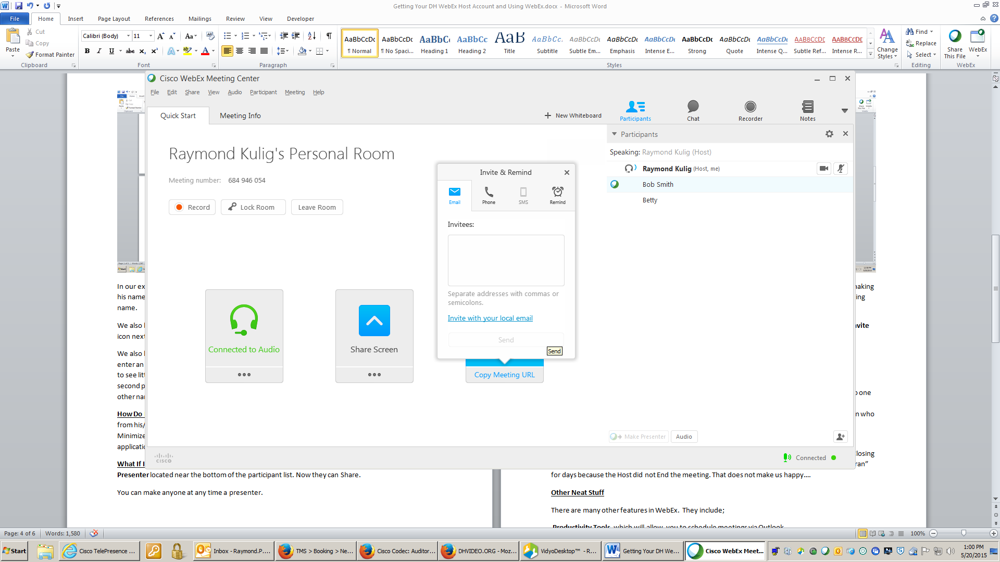 Getting Your DH WebEx Host Account and Using WebEx.docx - Microsoft Word
File Home Insert Page Layout References Mailings Review View Developer
Paste
Cut
Copy
Format Painter
Clipboard
Calibri (Body) 11
Font
Paragraph
AaBbCcDc AaBbCcDc AaBbCc AaBbCc AaB AaBbCc. AaBbCcDc AaBbCcDc AaBbCcDc AaBbCcDc AaBbCcDc AaBbCcDc AaBbCcDc AaBbCcDc
¶ Normal ¶ No Spaci... Heading 1 Heading 2 Title Subtitle Subtle Em... Emphasis Intense E... Strong Quote Intense Q... Subtle Ref... Intense R...
Change Styles
Styles
Find
Replace
Select
Editing
Share This File
WebEx
WebEx
Cisco WebEx Meeting Center
File Edit Share View Audio Participant Meeting Help
Quick Start Meeting Info
New Whiteboard
Participants Chat Recorder Notes
Participants
Speaking: Raymond Kulig (Host)
Raymond Kulig (Host, me)
Bob Smith
Betty
Raymond Kulig's Personal Room
Meeting number: 684 946 054
Record Lock Room Leave Room
Invite & Remind
Email Phone SMS Remind
Invitees:
Separate addresses with commas or
semicolons.
Invite with your local email
Send
Send
Connected to Audio
Share Screen
Copy Meeting URL
Make Presenter Audio
CISCO
Connected
In our ex
his name
name.
We also
icon next
We also
enter an
to see litt
second p
other na
How Do
from his/
Minimize
applicatio
What If I
Presenter located near the bottom of the participant list. Now they can Share.
You can make anyone at any time a presenter.
naking
ing
nvite
o one
n who
losing
ran”
for days because the Host did not End the meeting. That does not make us happy....
Other Neat Stuff
There are many other features in WebEx. They include;
Productivity Tools, which will allow you to schedule meetings via Outlook
Page: 4 of 6 Words: 1,580
100%
Start
Cisco TelePresence ...
Inbox - Raymond.P....
TMS > Booking > Ne...
Cisco Codec: Auditor...
DHVIDEO.ORG - Moz...
VidyoDesktop™ - R...
Getting Your DH We...
Cisco WebEx Meet...
1:00 PM
5/20/2015